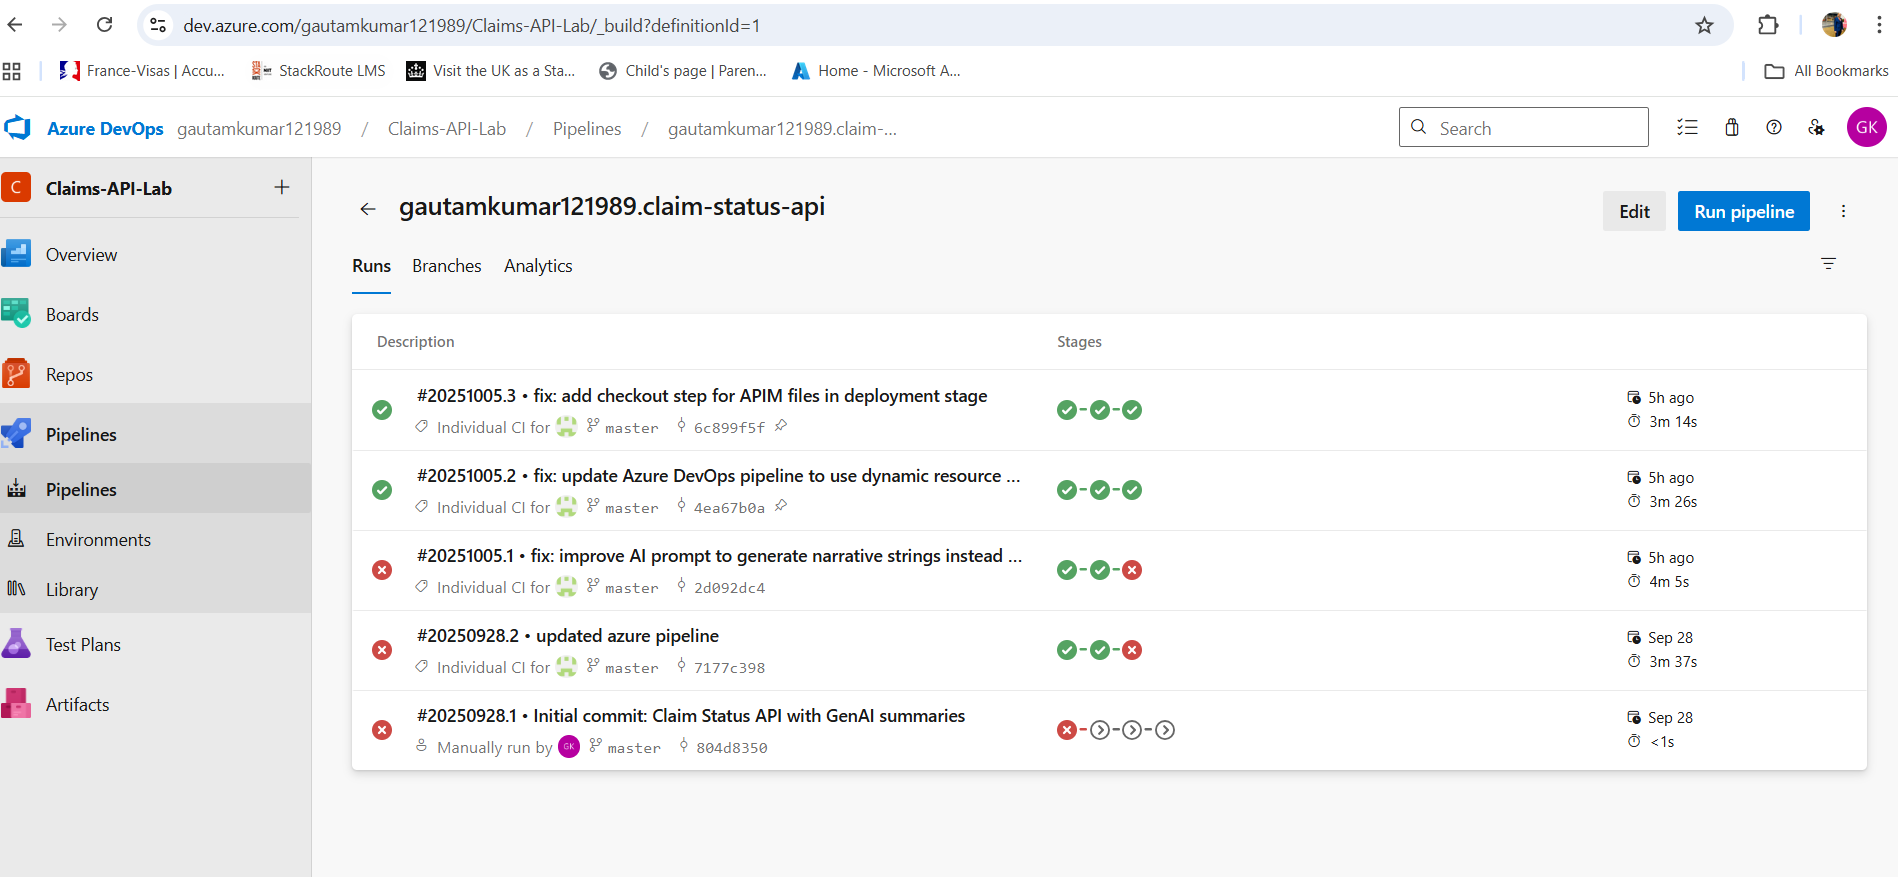 dev.azure.com/gautamkumar121989/Claims-API-Lab/_build?definitionId=1
France-Visas | Accu... StackRoute LMS Visit the UK as a Sta... Child's page | Paren... Home - Microsoft A... All Bookmarks
Azure DevOps gautamkumar121989 / Claims-API-Lab / Pipelines / gautamkumar121989.claim-... Search GK
C Claims-API-Lab +
Overview
Boards
Repos
Pipelines
Pipelines
Environments
Library
Test Plans
Artifacts
gautamkumar121989.claim-status-api Edit Run pipeline
Runs Branches Analytics
Description Stages
#20251005.3 • fix: add checkout step for APIM files in deployment stage 5h ago
Individual CI for master 6c899f5f 3m 14s
#20251005.2 • fix: update Azure DevOps pipeline to use dynamic resource ... 5h ago
Individual CI for master 4ea67b0a 3m 26s
#20251005.1 • fix: improve AI prompt to generate narrative strings instead ... 5h ago
Individual CI for master 2d092dc4 4m 5s
#20250928.2 • updated azure pipeline Sep 28
Individual CI for master 7177c398 3m 37s
#20250928.1 • Initial commit: Claim Status API with GenAI summaries Sep 28
Manually run by GK master 804d8350 <1s